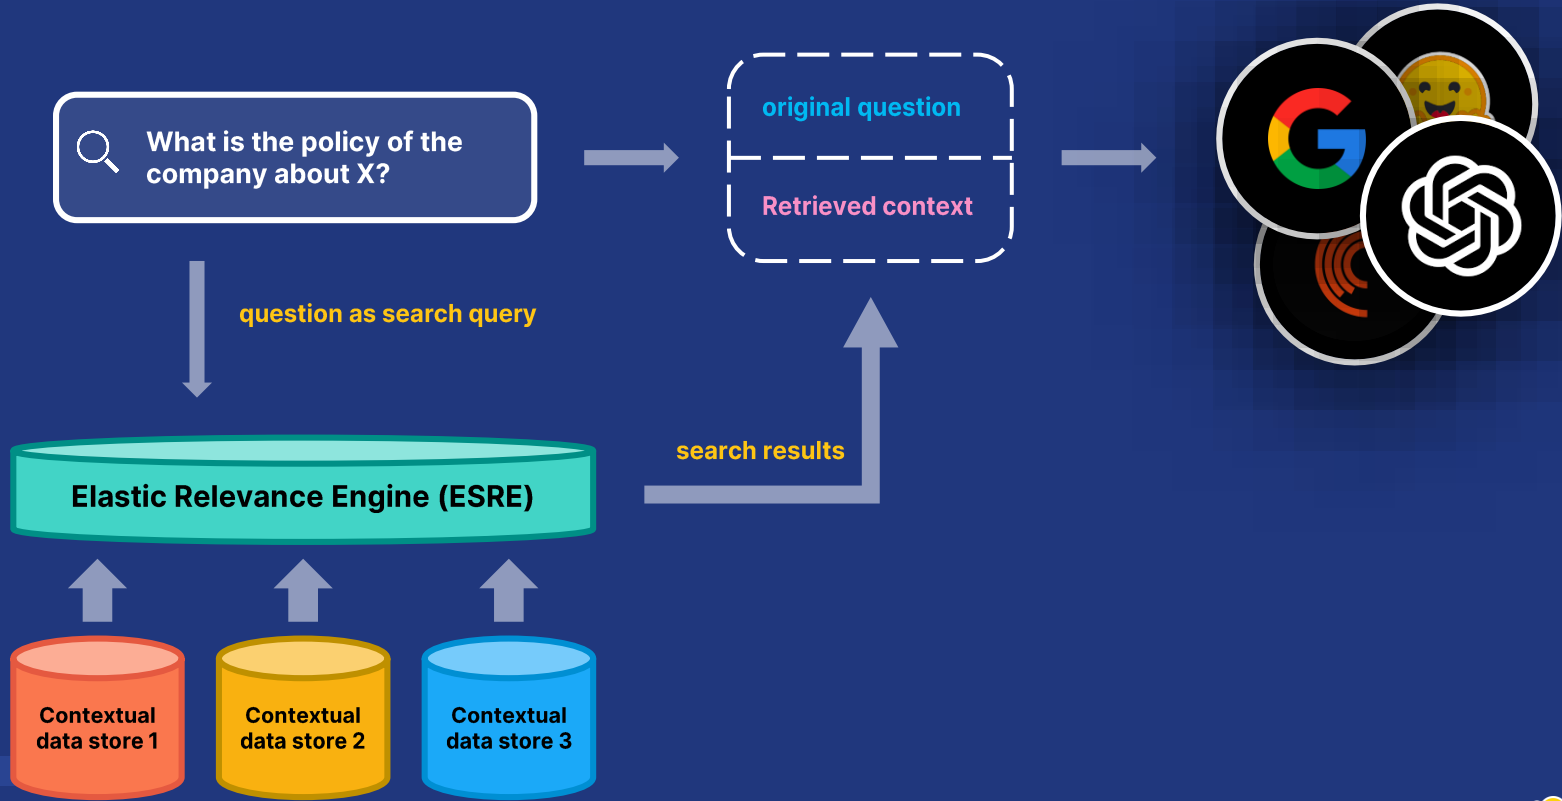 What is the policy of the
company about X?
original question
Retrieved context
question as search query
search results
Elastic Relevance Engine (ESRE)
Contextual
data store 1
Contextual
data store 2
Contextual
data store 3